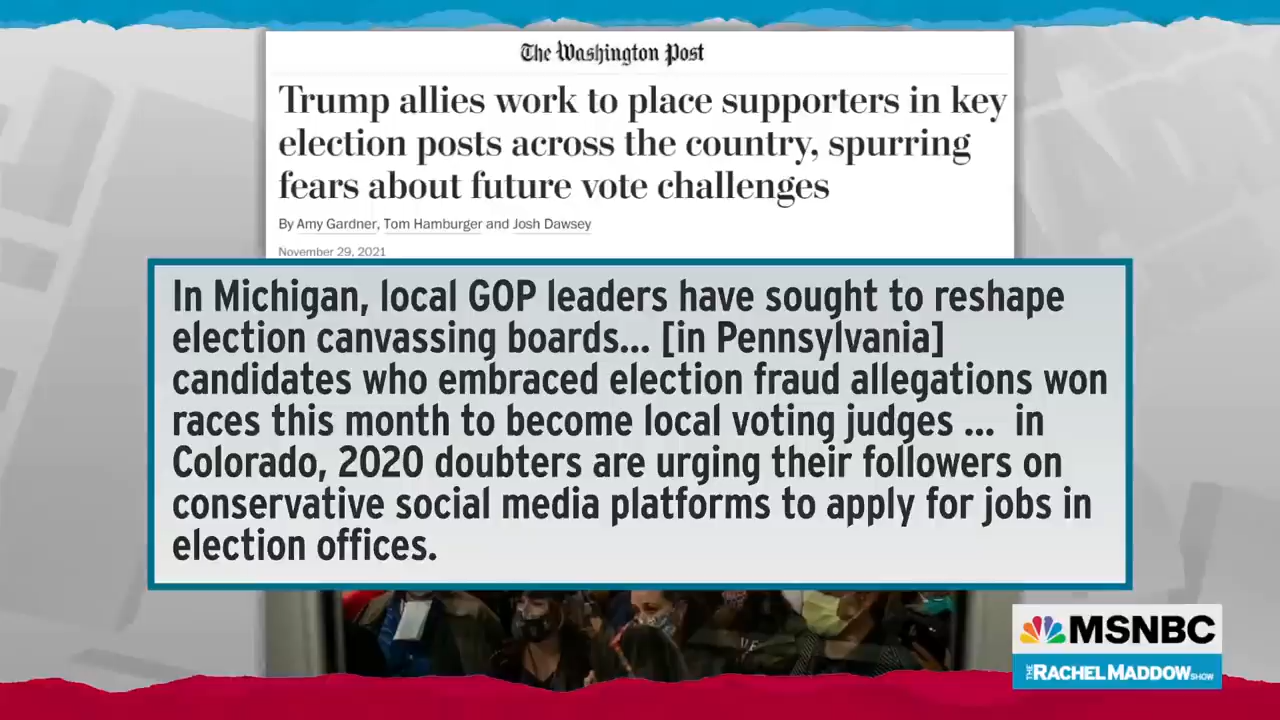 The Washington Post
Trump allies work to place supporters in key
election posts across the country, spurring
fears about future vote challenges
By Amy Gardner, Tom Hamburger and Josh Dawsey
November 29, 2021
In Michigan, local GOP leaders have sought to reshape
election canvassing boards... [in Pennsylvania]
candidates who embraced election fraud allegations won
races this month to become local voting judges ... in
Colorado, 2020 doubters are urging their followers on
conservative social media platforms to apply for jobs in
election offices.
MSNBC
THE RACHEL MADDOW SHOW